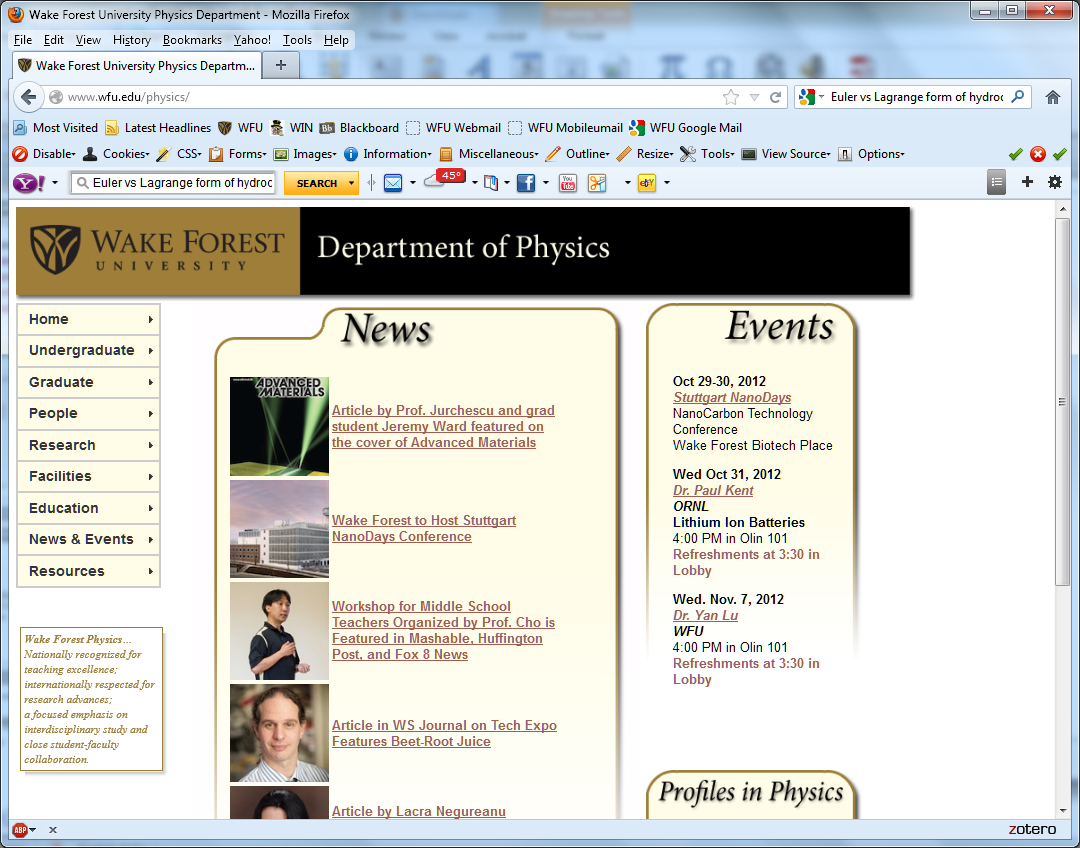 Wake Forest University Physics Department - Mozilla Firefox
File Edit View History Bookmarks Yahoo! Tools Help
Wake Forest University Physics Departm...
www.wfu.edu/physics/
Euler vs Lagrange form of hydroc
Most Visited Latest Headlines WFU WIN Bb Blackboard WFU Webmail WFU Mobileumail WFU Google Mail
Disable Cookies CSS Forms Images Information Miscellaneous Outline Resize Tools View Source Options
Y! Euler vs Lagrange form of hydroc SEARCH 45° You Tube ebY
WAKE FOREST
UNIVERSITY
Department of Physics
Home
Undergraduate
Graduate
People
Research
Facilities
Education
News & Events
Resources
Wake Forest Physics...
Nationally recognized for
teaching excellence;
internationally respected for
research advances;
a focused emphasis on
interdisciplinary study and
close student-faculty
collaboration.
News
ADVANCED
MATERIALS
Article by Prof. Jurchescu and grad
student Jeremy Ward featured on
the cover of Advanced Materials
Wake Forest to Host Stuttgart
NanoDays Conference
Workshop for Middle School
Teachers Organized by Prof. Cho is
Featured in Mashable, Huffington
Post, and Fox 8 News
Article in WS Journal on Tech Expo
Features Beet-Root Juice
Article by Lacra Negureanu
Events
Oct 29-30, 2012
Stuttgart NanoDays
NanoCarbon Technology
Conference
Wake Forest Biotech Place
Wed Oct 31, 2012
Dr. Paul Kent
ORNL
Lithium Ion Batteries
4:00 PM in Olin 101
Refreshments at 3:30 in
Lobby
Wed. Nov. 7, 2012
Dr. Yan Lu
WFU
4:00 PM in Olin 101
Refreshments at 3:30 in
Lobby
Profiles in Physics
ABP
zotero